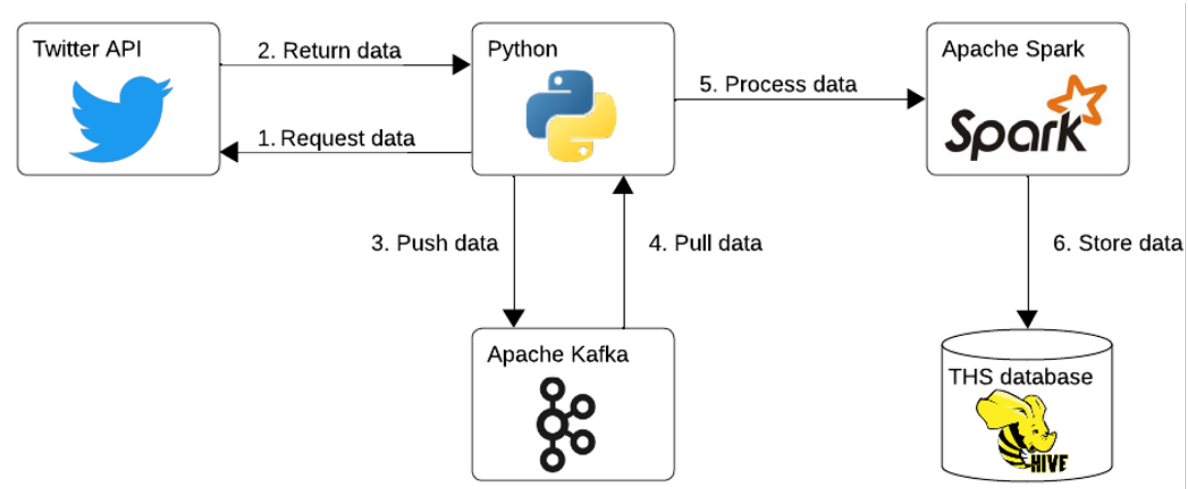 Twitter API
2. Return data
1. Request data
Python
5. Process data
Apache Spark
Spark
3. Push data
4. Pull data
6. Store data
Apache Kafka
THS database
HIVE